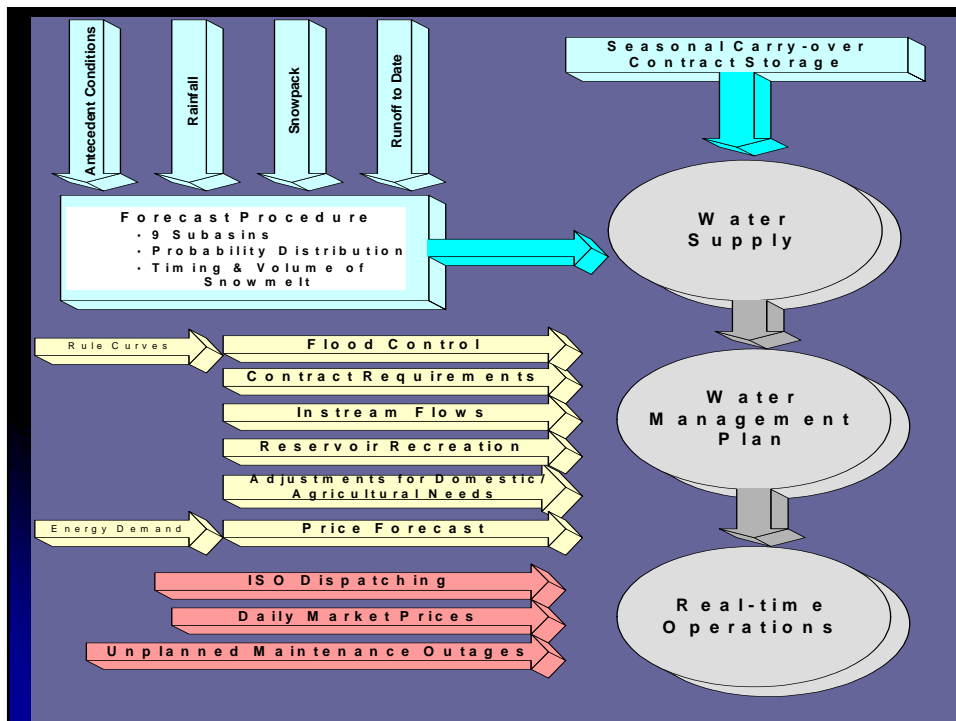 Antecedent Conditions
Rainfall
Snowpack
Runoff to Date
Seasonal Carry-over
Contract Storage
Forecast Procedure
• 9 Subasins
• Probability Distribution
• Timing & Volume of
Snowmelt
Water
Supply
Rule Curves
Flood Control
Contract Requirements
Instream Flows
Reservoir Recreation
Adjustments for Domestic/
Agricultural Needs
Energy Demand
Price Forecast
Water
Management
Plan
ISO Dispatching
Daily Market Prices
Unplanned Maintenance Outages
Real-time
Operations